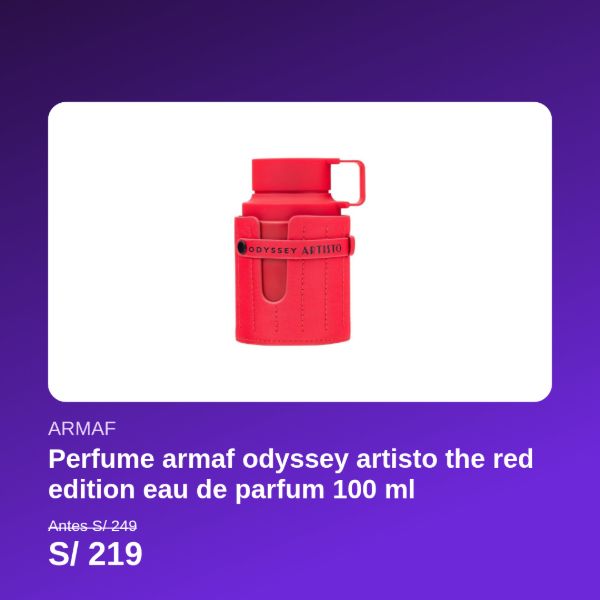 ODYSSEY ARTISTO
ARMAF
Perfume armaf odyssey artisto the red
edition eau de parfum 100 ml
Antes S/ 249
S/ 219